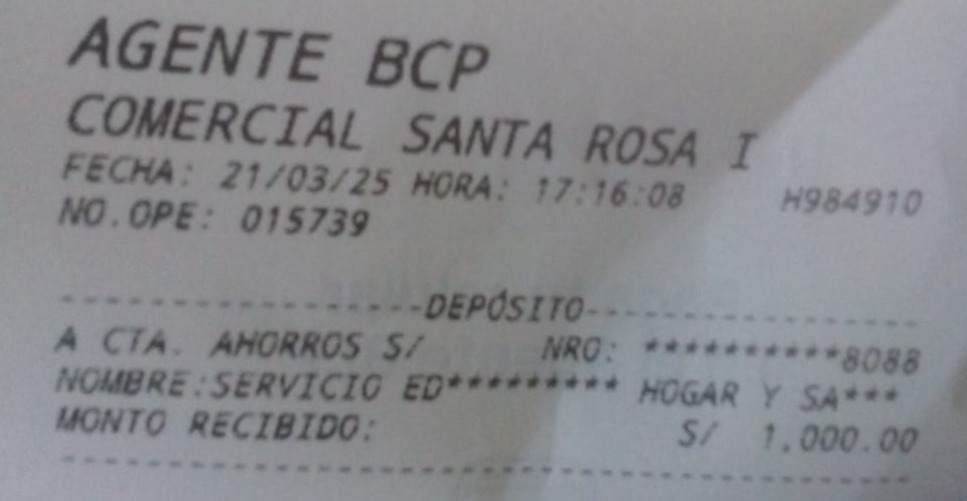 AGENTE BCP
COMERCIAL SANTA ROSA I
FECHA: 21/03/25 HORA: 17:16:08 H984910
NO.OPE: 015739
------------------DEPÓSITO-----------------
A CTA. AHORROS S/ NRO: **********8088
NOMBRE:SERVICIO ED********* HOGAR Y SA***
MONTO RECIBIDO: S/ 1,000.00
-------------------------------------------